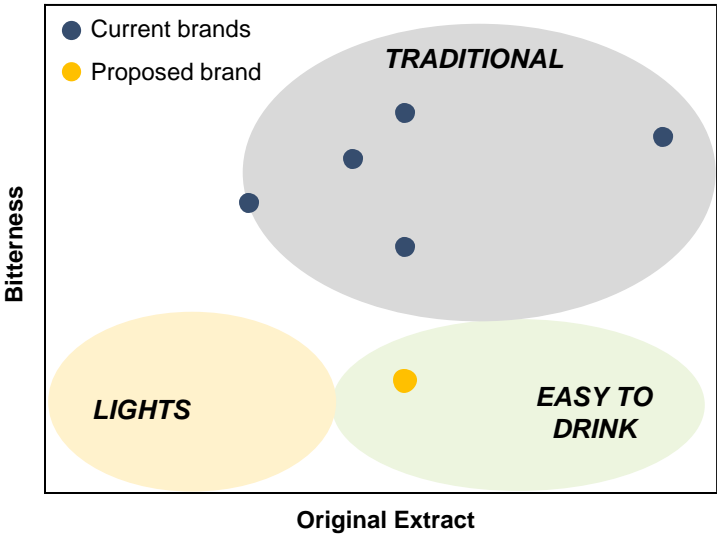 Current brands
Proposed brand
TRADITIONAL
Bitterness
LIGHTS
EASY TO
DRINK
Original Extract